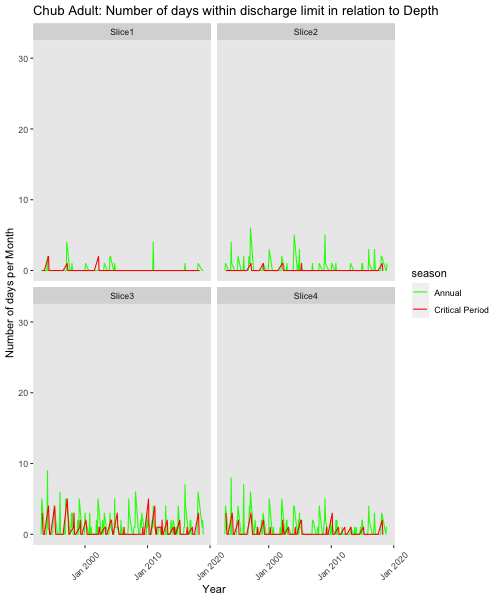 Chub Adult: Number of days within discharge limit in relation to Depth
Slice1
Slice2
30
20
10
0
Slice3
Slice4
30
20
10
0
Number of days per Month
Jan 2000
Jan 2010
Jan 2020
Jan 2000
Jan 2010
Jan 2020
Year
season
Annual
Critical Period